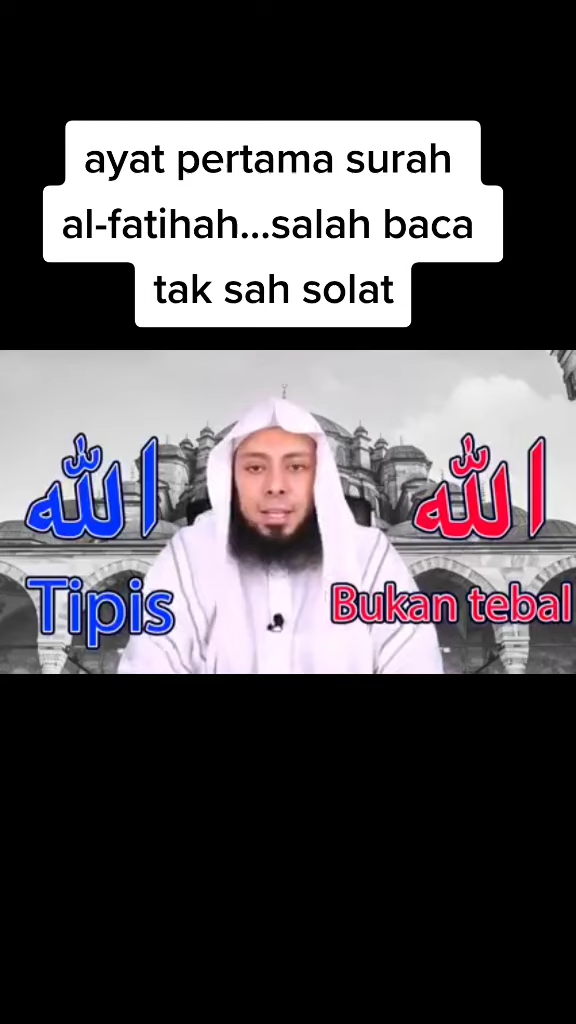 ayat pertama surah
al-fatihah...salah baca
tak sah solat
الله
الله
Tipis
Bukan tebal